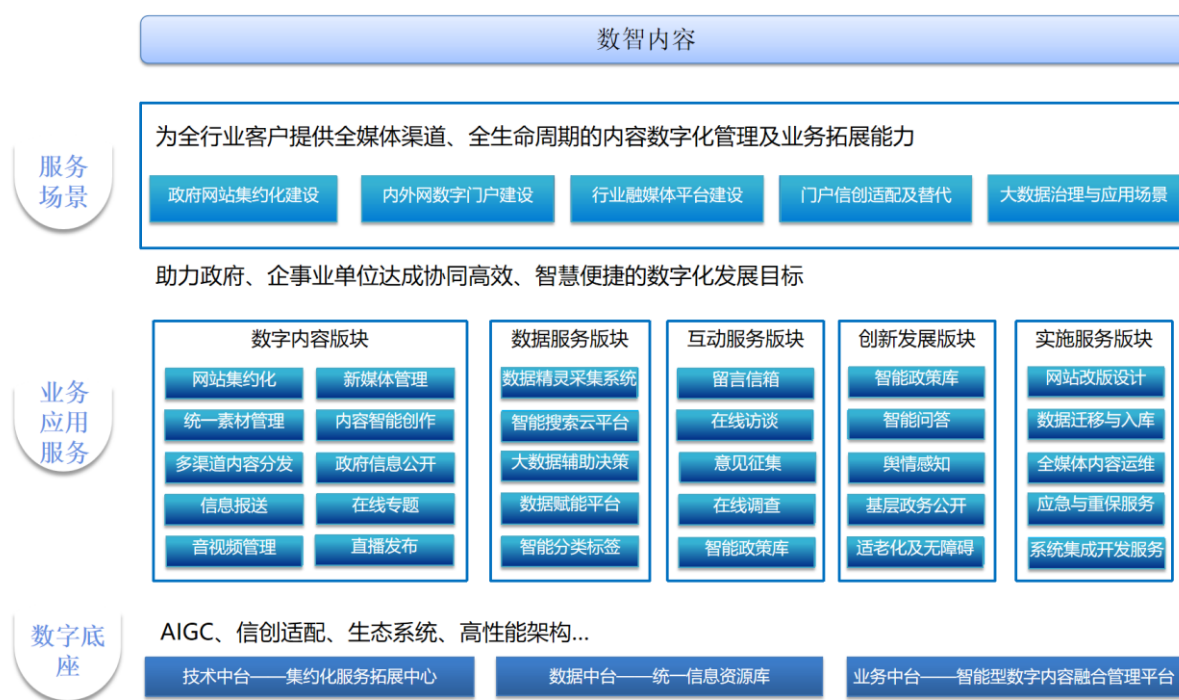 数智内容
服务
场景
为全行业客户提供全媒体渠道、全生命周期的内容数字化管理及业务拓展能力
政府网站集约化建设
内外网数字门户建设
行业融媒体平台建设
门户信创适配及替代
大数据治理与应用场景
助力政府、企事业单位达成协同高效、智慧便捷的数字化发展目标
业务
应用
服务
数字内容版块
网站集约化
新媒体管理
统一素材管理
内容智能创作
多渠道内容分发
政府信息公开
信息报送
在线专题
音视频管理
直播发布
数据服务版块
数据精灵采集系统
智能搜索云平台
大数据辅助决策
数据赋能平台
智能分类标签
互动服务版块
留言信箱
在线访谈
意见征集
在线调查
智能政策库
创新发展版块
智能政策库
智能问答
舆情感知
基层政务公开
适老化及无障碍
实施服务版块
网站改版设计
数据迁移与入库
全媒体内容运维
应急与重保服务
系统集成开发服务
数字底
座
AIGC、信创适配、生态系统、高性能架构...
技术中台——集约化服务拓展中心
数据中台——统一信息资源库
业务中台——智能型数字内容融合管理平台